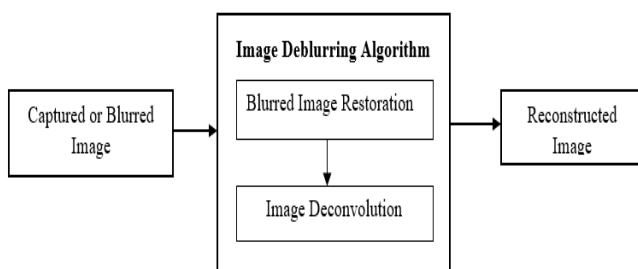 Captured or Blurred
Image
Image Deblurring Algorithm
Blurred Image Restoration
Image Deconvolution
Reconstructed
Image